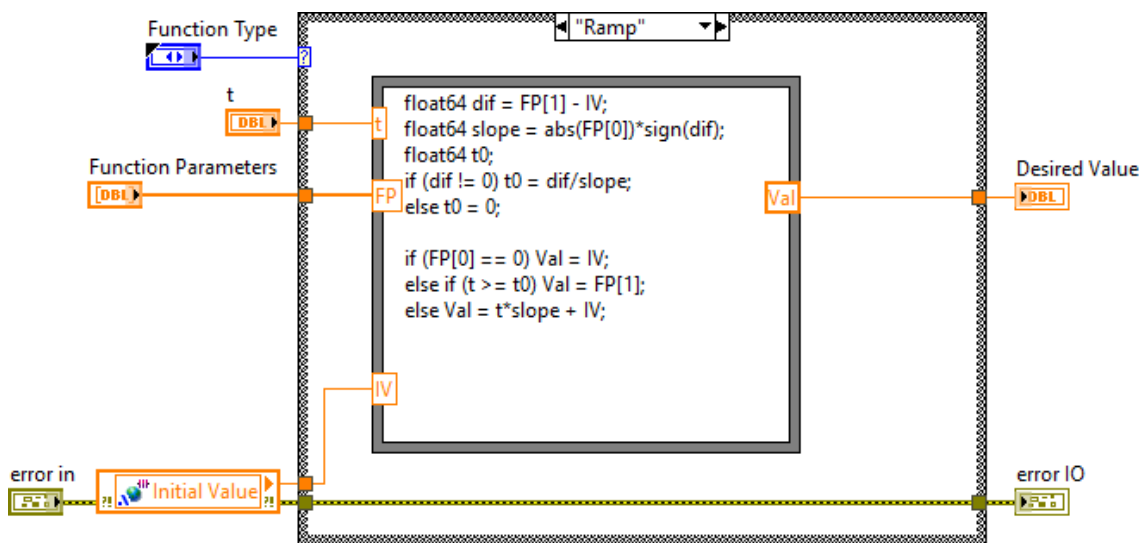 "Ramp"
Function Type
?
t
DBL
t
Function Parameters
[DBL]
FP
float64 dif = FP[1] - IV;
float64 slope = abs(FP[0])*sign(dif);
float64 t0;
if (dif != 0) t0 = dif/slope;
else t0 = 0;
if (FP[0] == 0) Val = IV;
else if (t >= t0) Val = FP[1];
else Val = t*slope + IV;
Val
Desired Value
DBL
IV
error in
?!
Initial Value
?!
error IO